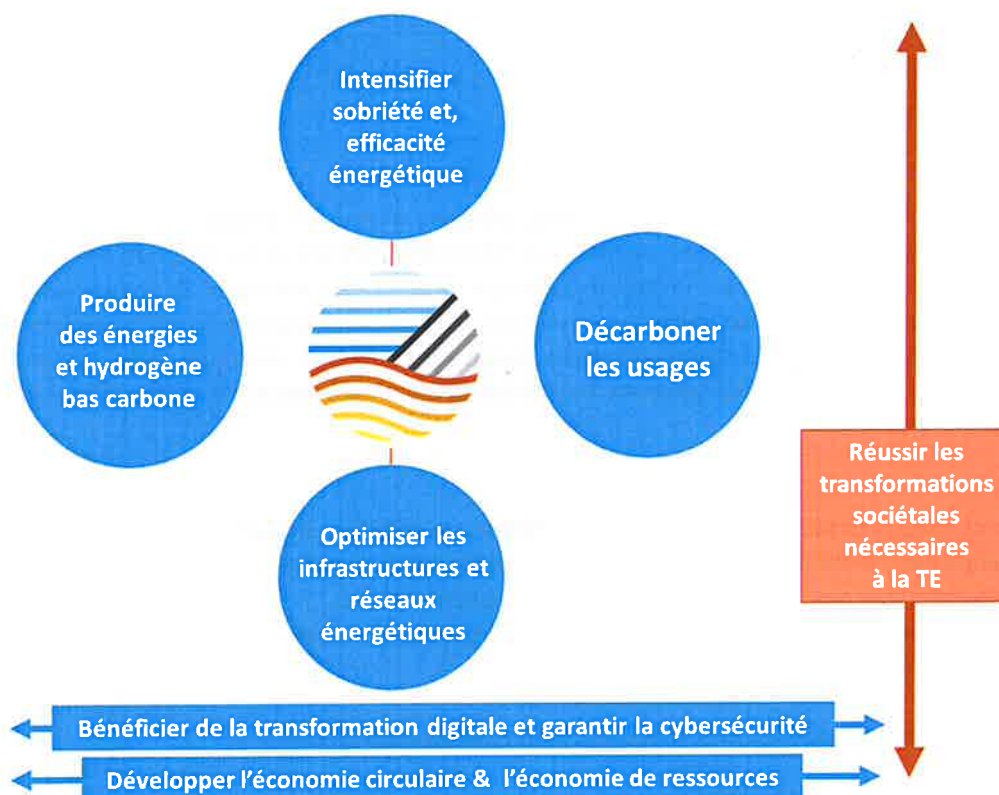 Intensifier
sobriété et,
efficacité
énergétique
Produire
des énergies
et hydrogène
bas carbone
Décarboner
les usages
Optimiser les
infrastructures et
réseaux
énergétiques
Réussir les
transformations
sociétales
nécessaires
à la TE
Bénéficier de la transformation digitale et garantir la cybersécurité
Développer l'économie circulaire & l'économie de ressources